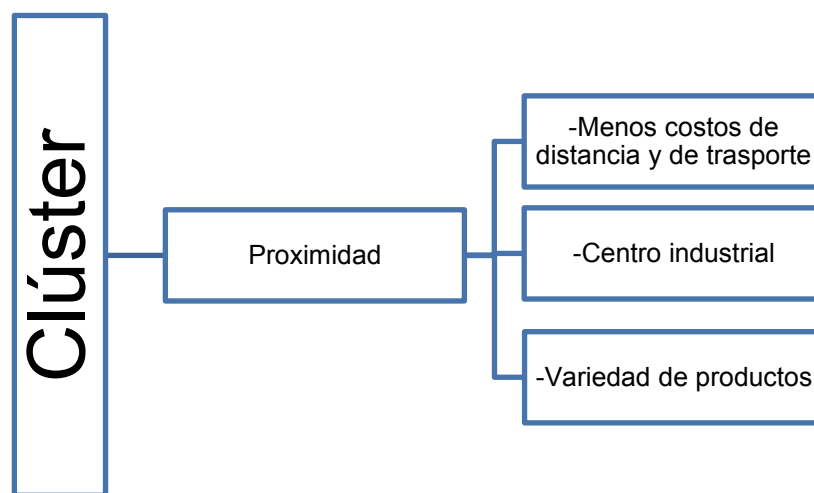 Clúster
Proximidad
-Menos costos de
distancia y de trasporte
-Centro industrial
-Variedad de productos